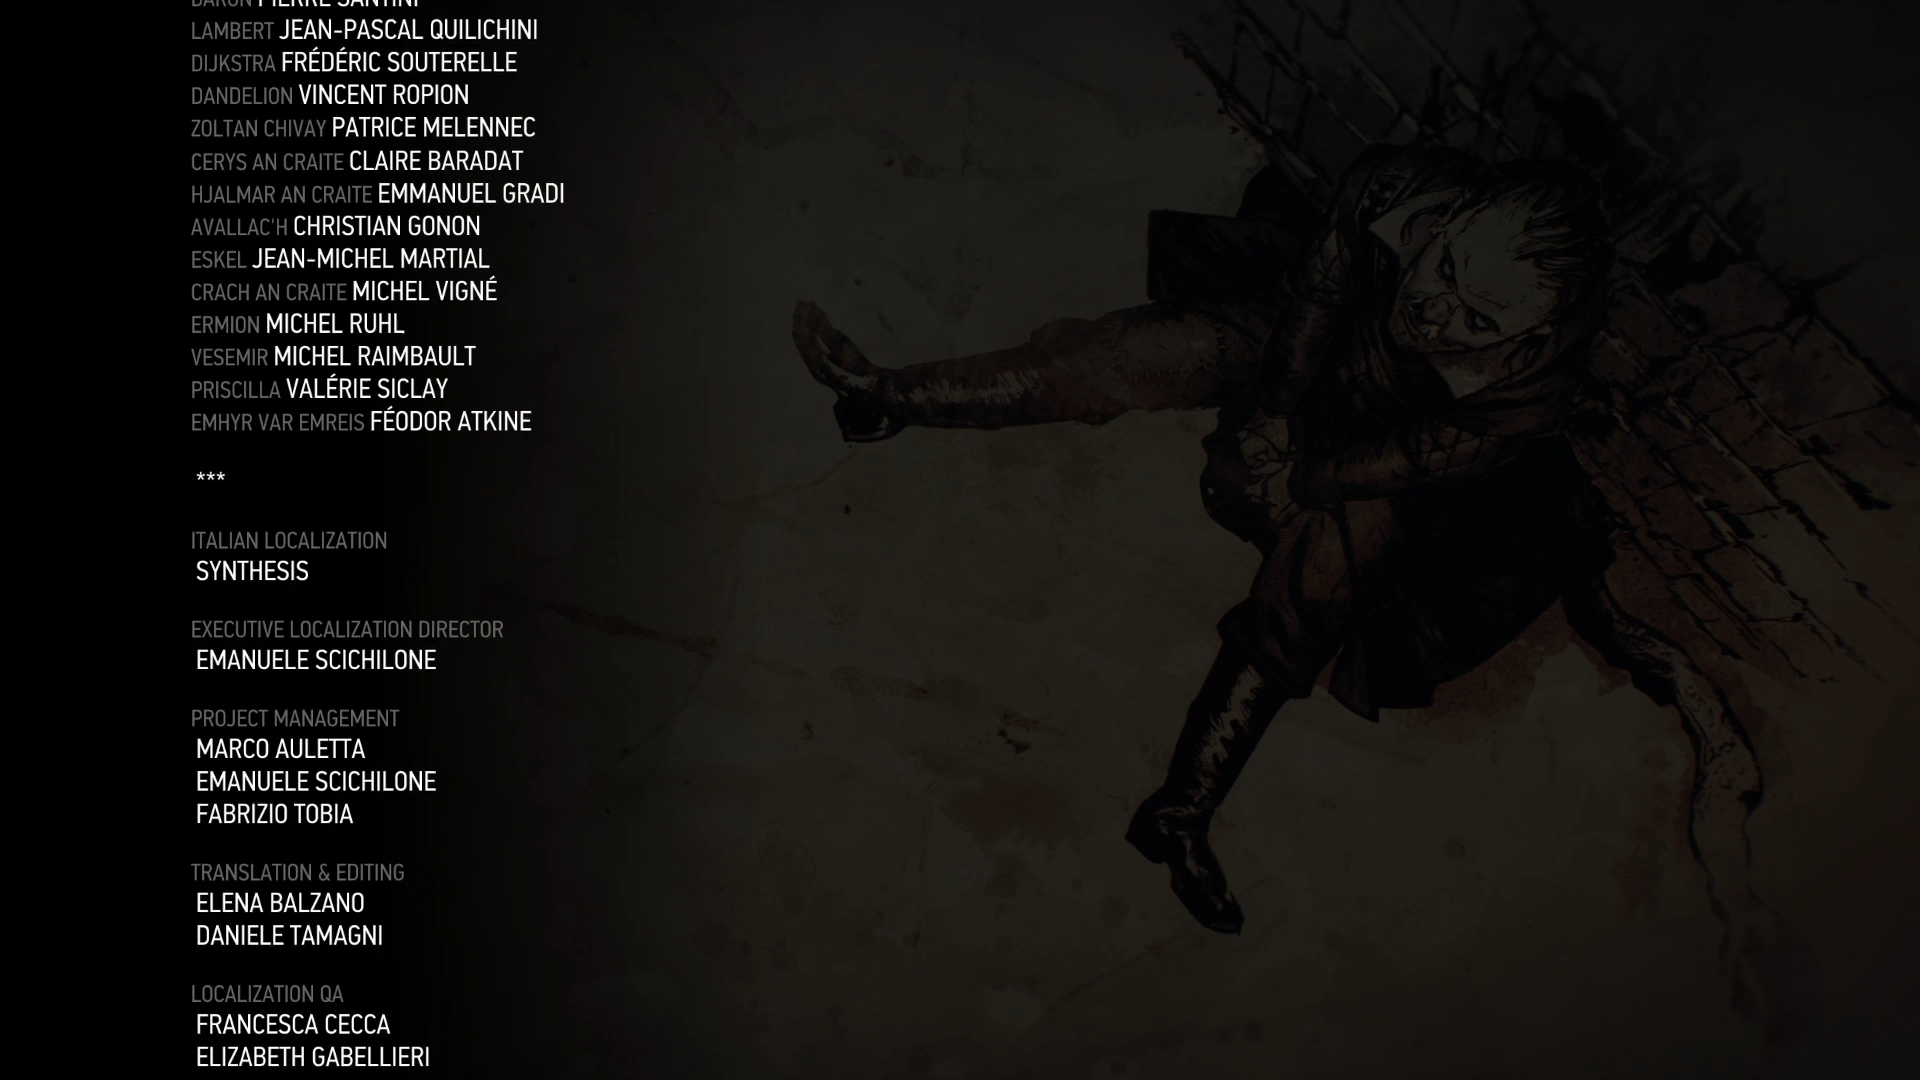 BARON PIERRE SANTINI
LAMBERT JEAN-PASCAL QUILICHINI
DIJKSTRA FRÉDÉRIC SOUTERELLE
DANDELION VINCENT ROPION
ZOLTAN CHIVAY PATRICE MELENNEC
CERYS AN CRAITE CLAIRE BARADAT
HJALMAR AN CRAITE EMMANUEL GRADI
AVALLAC'H CHRISTIAN GONON
ESKEL JEAN-MICHEL MARTIAL
CRACH AN CRAITE MICHEL VIGNÉ
ERMION MICHEL RUHL
VESEMIR MICHEL RAIMBAULT
PRISCILLA VALÉRIE SICLAY
EMHYR VAR EMREIS FÉODOR ATKINE
***
ITALIAN LOCALIZATION
SYNTHESIS
EXECUTIVE LOCALIZATION DIRECTOR
EMANUELE SCICHILONE
PROJECT MANAGEMENT
MARCO AULETTA
EMANUELE SCICHILONE
FABRIZIO TOBIA
TRANSLATION & EDITING
ELENA BALZANO
DANIELE TAMAGNI
LOCALIZATION QA
FRANCESCA CECCA
ELIZABETH GABELLIERI